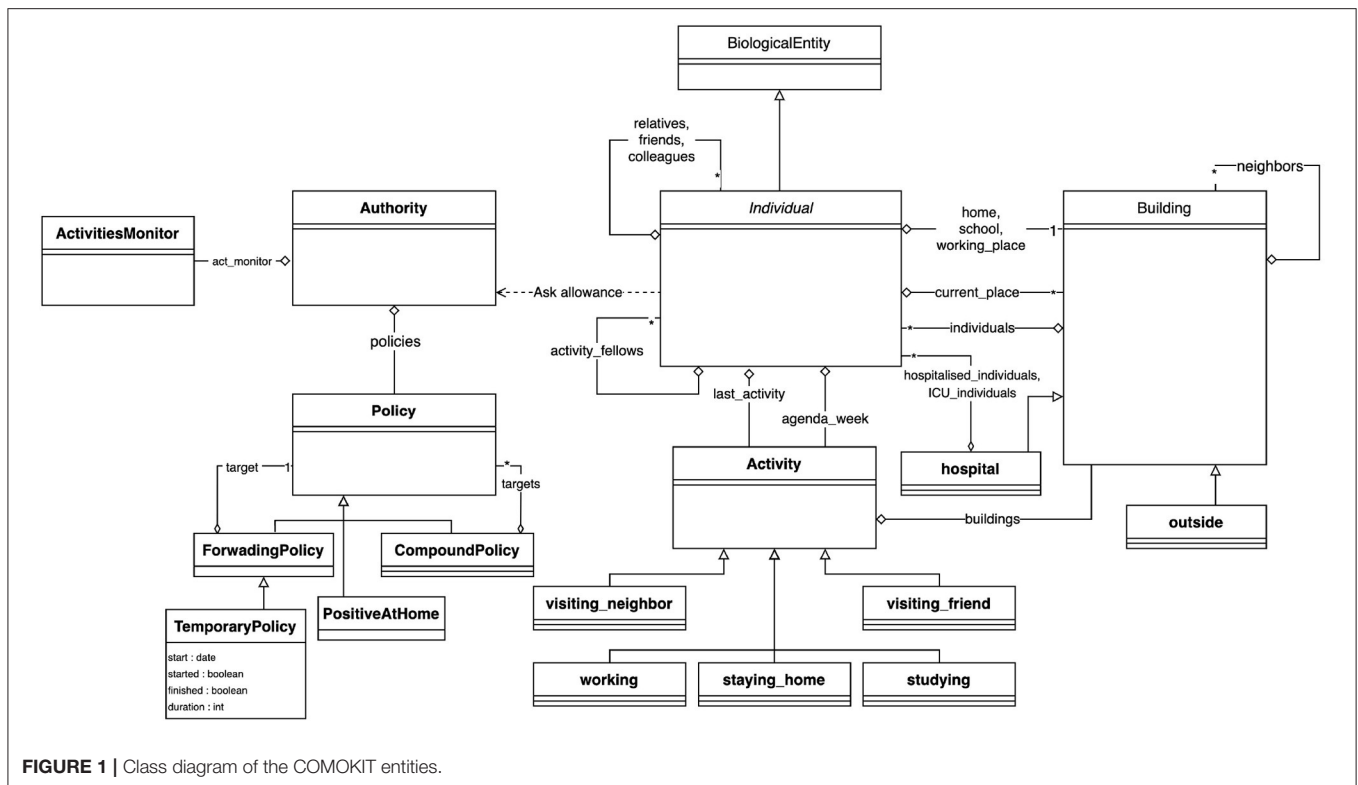 BiologicalEntity
relatives,
friends,
colleagues
*
neighbors
*
Authority
Individual
Building
ActivitiesMonitor
home,
school,
working_place
1
act_monitor
Ask allowance
current_place
*
*
individuals
policies
activity_fellows
*
*
hospitalised_individuals,
ICU_individuals
last_activity
agenda_week
Policy
Activity
hospital
target
1
*
targets
buildings
outside
ForwadingPolicy
CompoundPolicy
visiting_neighbor
visiting_friend
PositiveAtHome
TemporaryPolicy
start : date
started : boolean
finished : boolean
duration : int
working
staying_home
studying
FIGURE 1 | Class diagram of the COMOKIT entities.